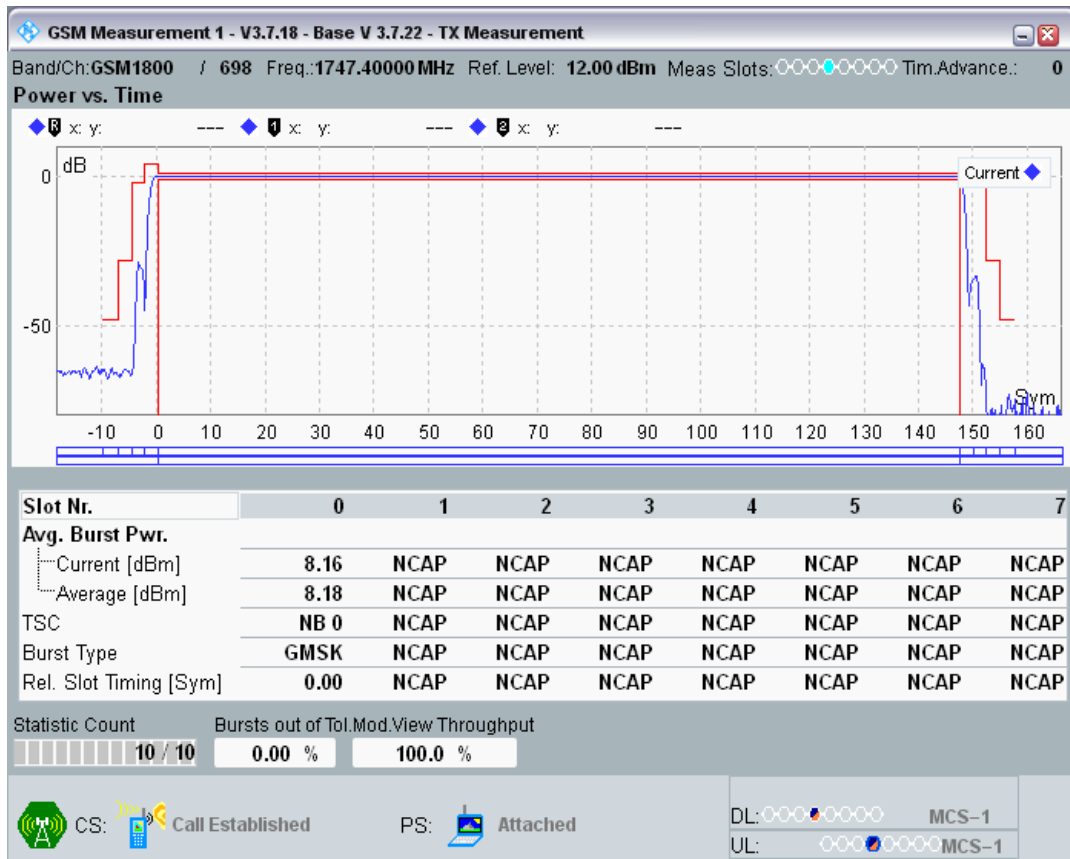 GSM Measurement 1 - V3.7.18 - Base V 3.7.22 - TX Measurement
Band/Ch:GSM1800 / 698 Freq.:1747.40000 MHz Ref. Level: 12.00 dBm Meas Slots: Tim.Advance.: 0
Power vs. Time
R x: y: --- 1 x: y: --- 2 x: y: ---
dB
Current
0
-50
Sym
-10 0 10 20 30 40 50 60 70 80 90 100 110 120 130 140 150 160
Slot Nr. 0 1 2 3 4 5 6 7
Avg. Burst Pwr.
Current [dBm] 8.16 NCAP NCAP NCAP NCAP NCAP NCAP NCAP
Average [dBm] 8.18 NCAP NCAP NCAP NCAP NCAP NCAP NCAP
TSC NB 0 NCAP NCAP NCAP NCAP NCAP NCAP NCAP
Burst Type GMSK NCAP NCAP NCAP NCAP NCAP NCAP NCAP
Rel. Slot Timing [Sym] 0.00 NCAP NCAP NCAP NCAP NCAP NCAP NCAP
Statistic Count Bursts out of Tol.Mod.View Throughput
10 / 10 0.00 % 100.0 %
CS: Call Established PS: Attached
DL: MCS-1
UL: MCS-1